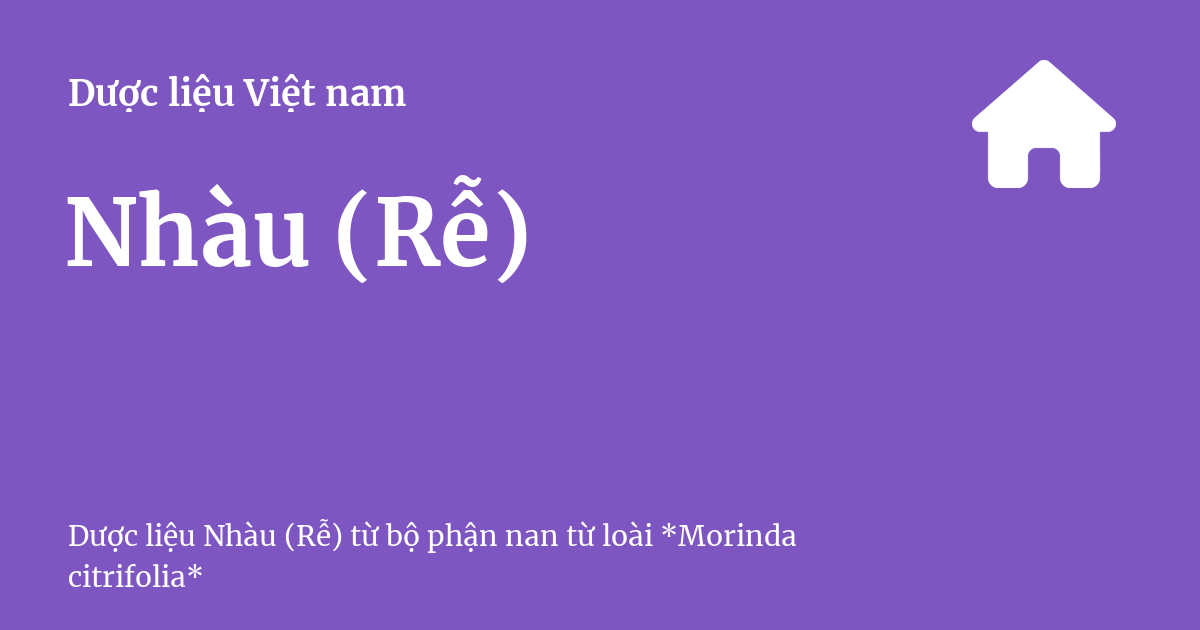 Dược liệu Việt nam
Nhàu (Rễ)
Dược liệu Nhàu (Rễ) từ bộ phận nan từ loài *Morinda
citrifolia*